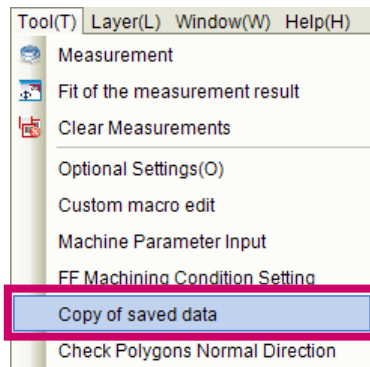 Tool(T) Layer(L) Window(W) Help(H)
Measurement
Fit of the measurement result
Clear Measurements
Optional Settings(O)
Custom macro edit
Machine Parameter Input
FF Machining Condition Setting
Copy of saved data
Check Polygons Normal Direction